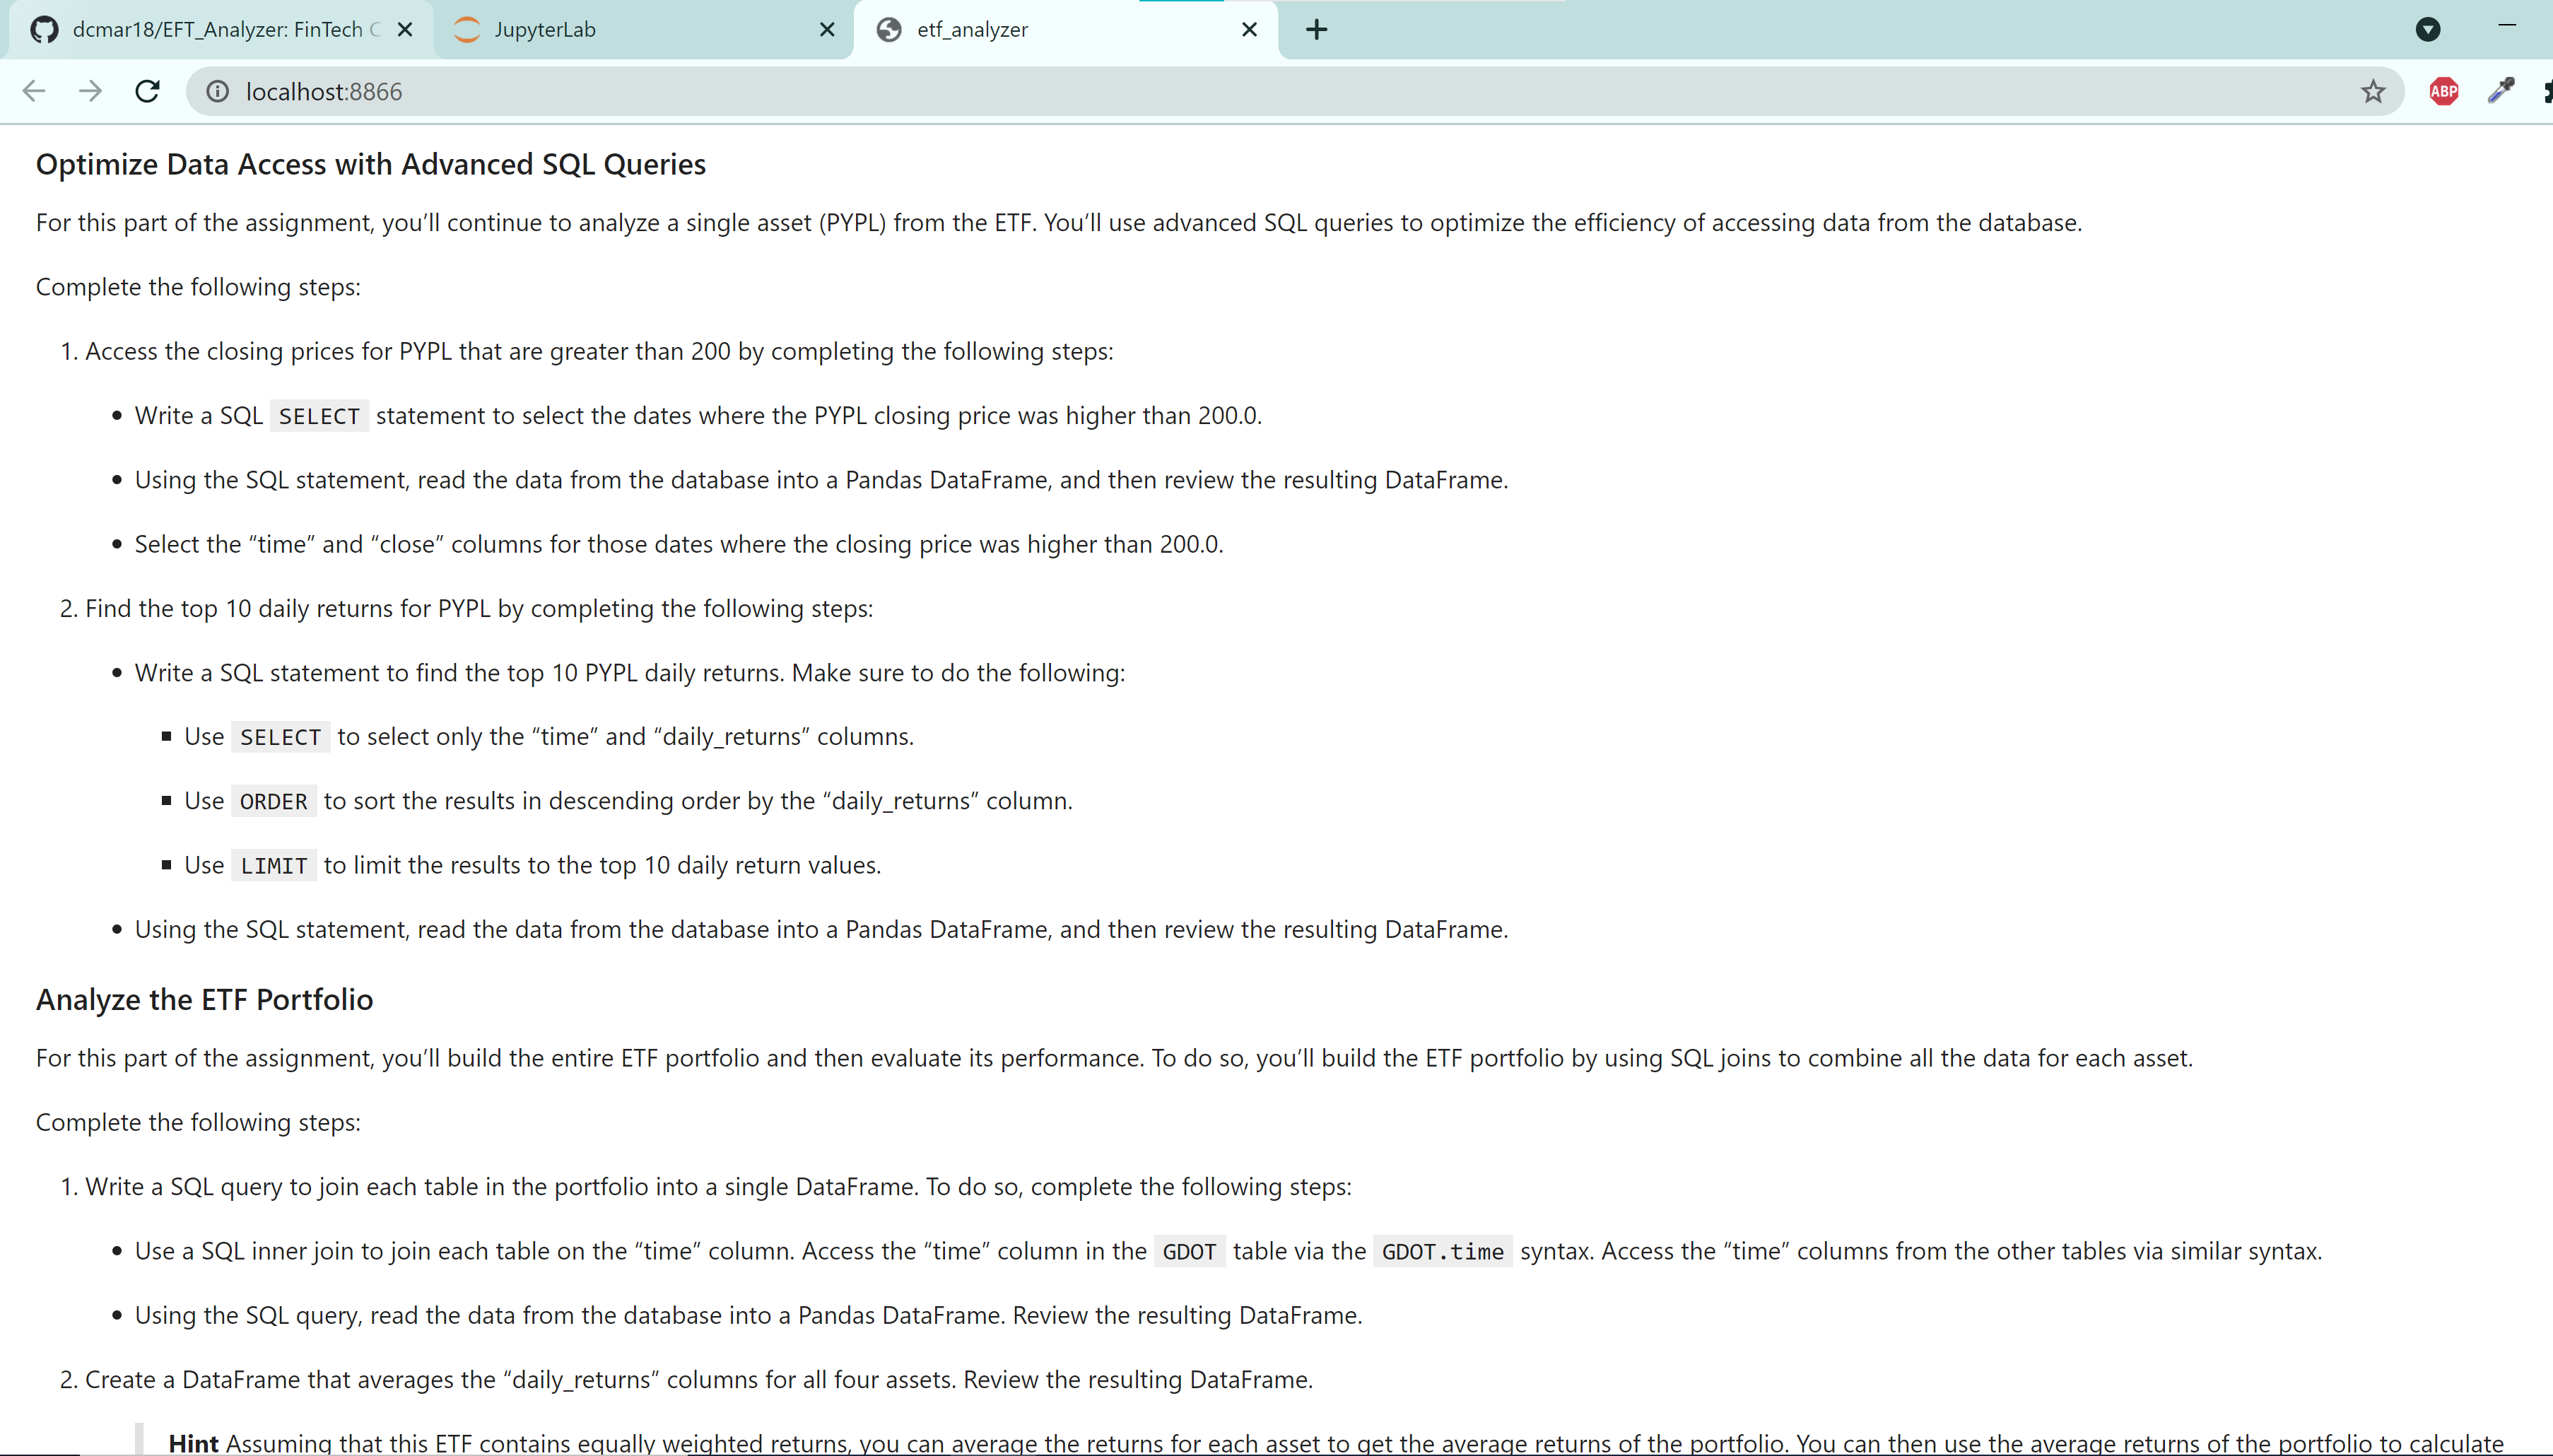 dcmar18/EFT_Analyzer: FinTech C
JupyterLab
etf_analyzer
localhost:8866
ABP
Optimize Data Access with Advanced SQL Queries
For this part of the assignment, you’ll continue to analyze a single asset (PYPL) from the ETF. You’ll use advanced SQL queries to optimize the efficiency of accessing data from the database.
Complete the following steps:
1. Access the closing prices for PYPL that are greater than 200 by completing the following steps:
• Write a SQL SELECT statement to select the dates where the PYPL closing price was higher than 200.0.
• Using the SQL statement, read the data from the database into a Pandas DataFrame, and then review the resulting DataFrame.
• Select the “time” and “close” columns for those dates where the closing price was higher than 200.0.
2. Find the top 10 daily returns for PYPL by completing the following steps:
• Write a SQL statement to find the top 10 PYPL daily returns. Make sure to do the following:
▪ Use SELECT to select only the “time” and “daily_returns” columns.
▪ Use ORDER to sort the results in descending order by the “daily_returns” column.
▪ Use LIMIT to limit the results to the top 10 daily return values.
• Using the SQL statement, read the data from the database into a Pandas DataFrame, and then review the resulting DataFrame.
Analyze the ETF Portfolio
For this part of the assignment, you’ll build the entire ETF portfolio and then evaluate its performance. To do so, you’ll build the ETF portfolio by using SQL joins to combine all the data for each asset.
Complete the following steps:
1. Write a SQL query to join each table in the portfolio into a single DataFrame. To do so, complete the following steps:
• Use a SQL inner join to join each table on the “time” column. Access the “time” column in the GDOT table via the GDOT.time syntax. Access the “time” columns from the other tables via similar syntax.
• Using the SQL query, read the data from the database into a Pandas DataFrame. Review the resulting DataFrame.
2. Create a DataFrame that averages the “daily_returns” columns for all four assets. Review the resulting DataFrame.
Hint Assuming that this ETF contains equally weighted returns, you can average the returns for each asset to get the average returns of the portfolio. You can then use the average returns of the portfolio to calculate